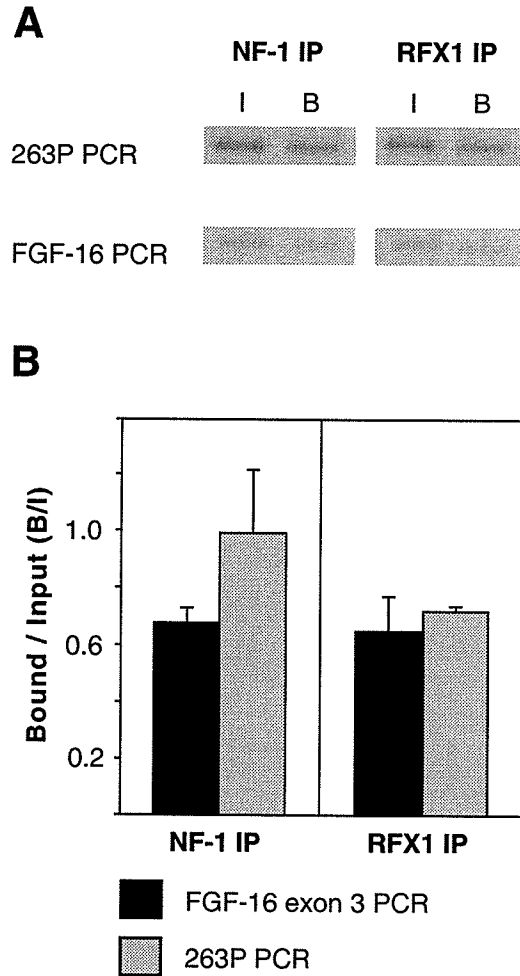 A
NF-1 IP RFX1 IP
I B I B
263P PCR
FGF-16 PCR
B
Bound / Input (B/I)
1.0
0.6
0.2
NF-1 IP RFX1 IP
FGF-16 exon 3 PCR
263P PCR